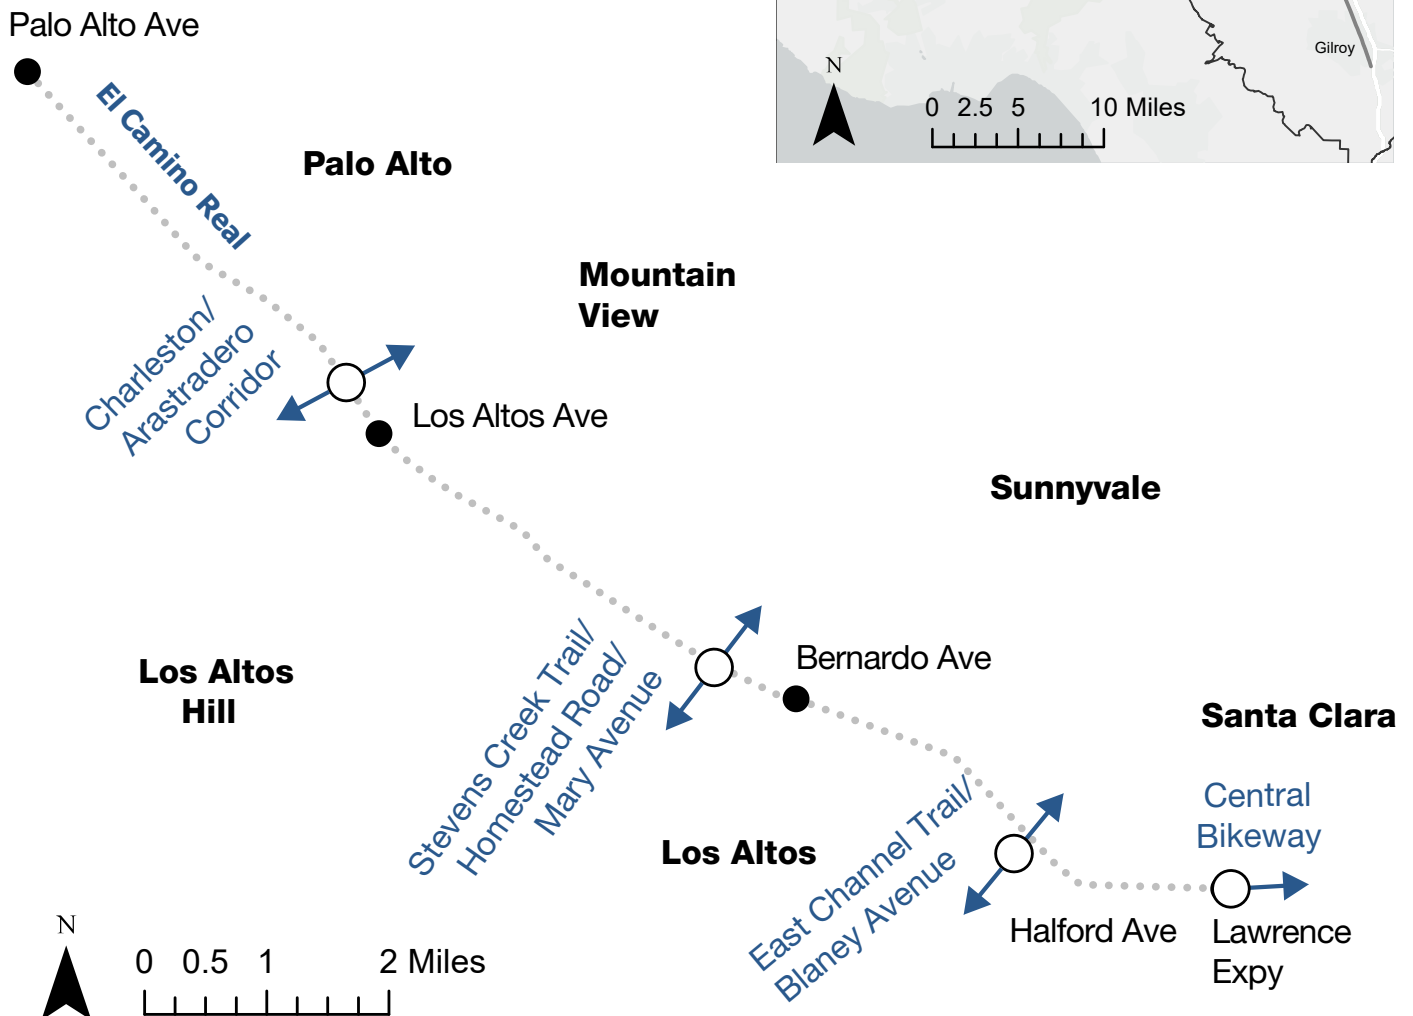 Palo Alto Ave
El Camino Real
Palo Alto
Gilroy
N
0 2.5 5 10 Miles
Mountain
View
Charleston/
Arastradero
Corridor
Los Altos Ave
Sunnyvale
Los Altos
Hill
Stevens Creek Trail/
Homestead Road/
Mary Avenue
Bernardo Ave
Santa Clara
Central
Bikeway
Los Altos
East Channel Trail/
Blaney Avenue
Halford Ave
Lawrence
Expy
N
0 0.5 1 2 Miles